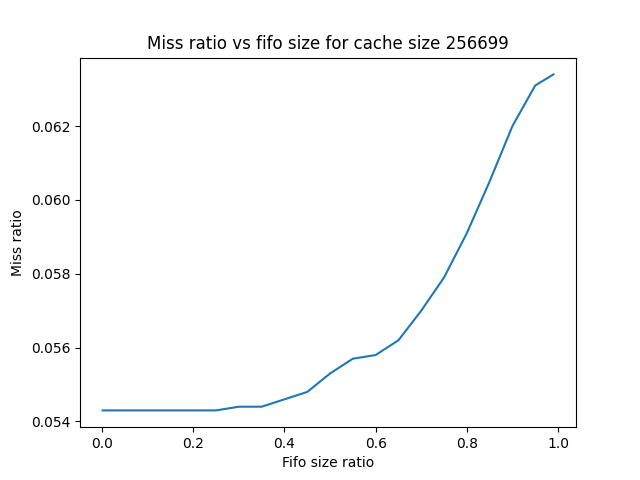 Miss ratio vs fifo size for cache size 256699
Miss ratio
0.062
0.060
0.058
0.056
0.054
0.0 0.2 0.4 0.6 0.8 1.0
Fifo size ratio